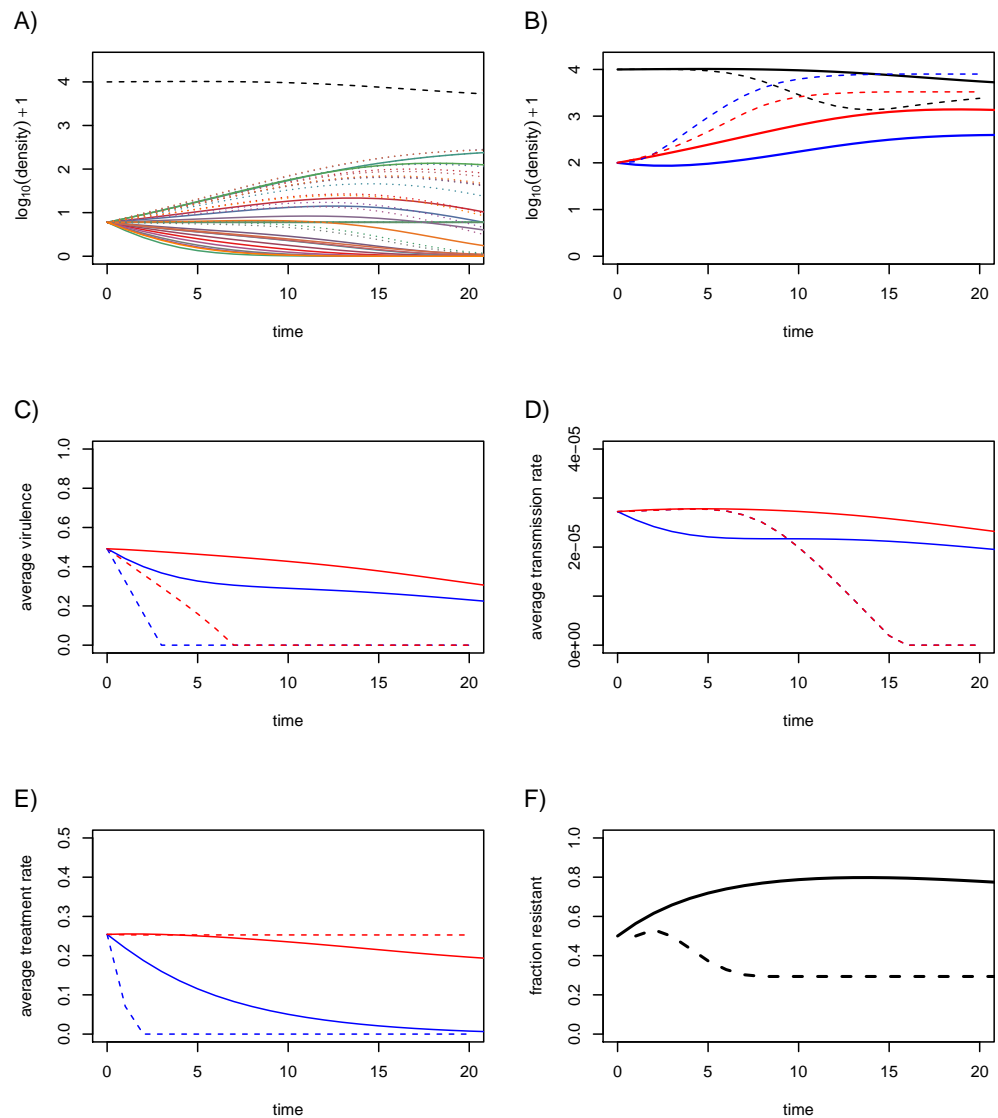 A)
log₁₀(density) + 1
0 1 2 3 4
0 5 10 15 20
time
B)
log₁₀(density) + 1
0 1 2 3 4
0 5 10 15 20
time
C)
average virulence
0.0 0.2 0.4 0.6 0.8 1.0
0 5 10 15 20
time
D)
average transmission rate
0e+00 2e−05 4e−05
0 5 10 15 20
time
E)
average treatment rate
0.0 0.1 0.2 0.3 0.4 0.5
0 5 10 15 20
time
F)
fraction resistant
0.0 0.2 0.4 0.6 0.8 1.0
0 5 10 15 20
time